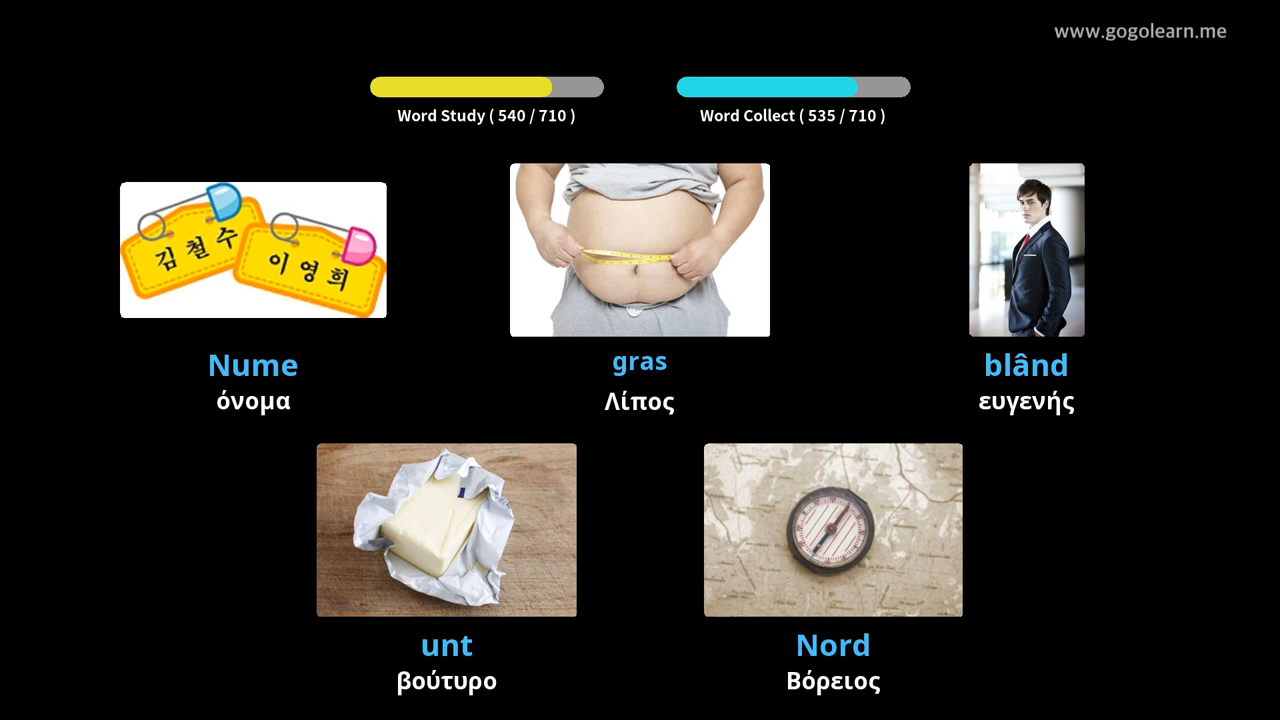 www.gogolearn.me
Word Study ( 540 / 710 )
Word Collect ( 535 / 710 )
김철수
이영희
Nume
όνομα
gras
Λίπος
blând
ευγενής
unt
βούτυρο
Nord
Βόρειος